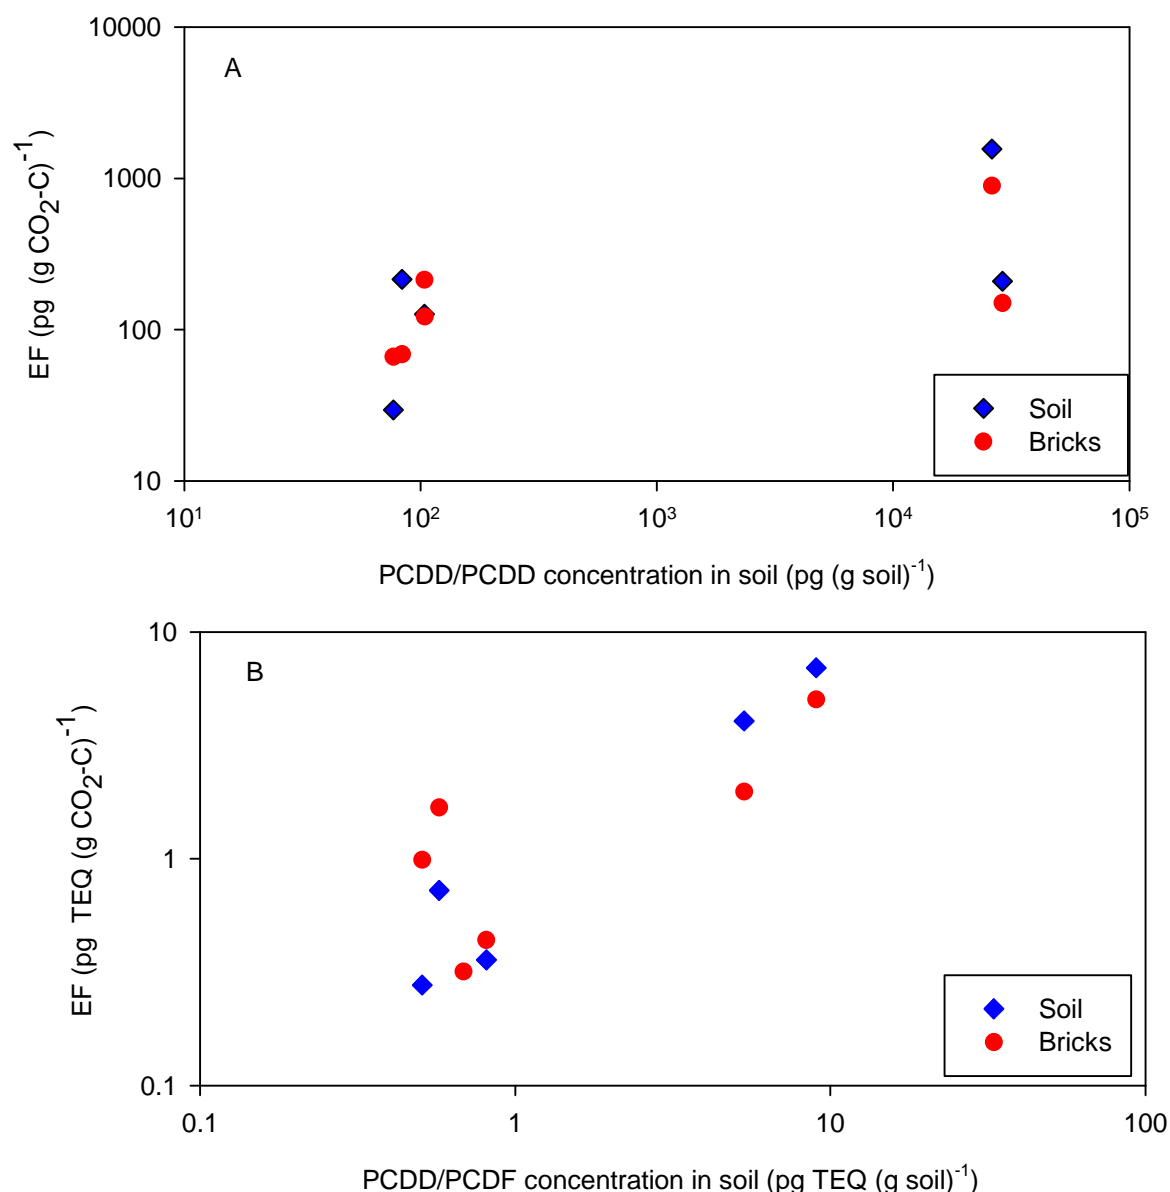 10000
A
1000
100
10
EF (pg (g CO₂-C)⁻¹)
Soil
Bricks
10¹ 10² 10³ 10⁴ 10⁵
PCDD/PCDD concentration in soil (pg (g soil)⁻¹)
10
B
1
0.1
EF (pg TEQ (g CO₂-C)⁻¹)
Soil
Bricks
0.1 1 10 100
PCDD/PCDF concentration in soil (pg TEQ (g soil)⁻¹)